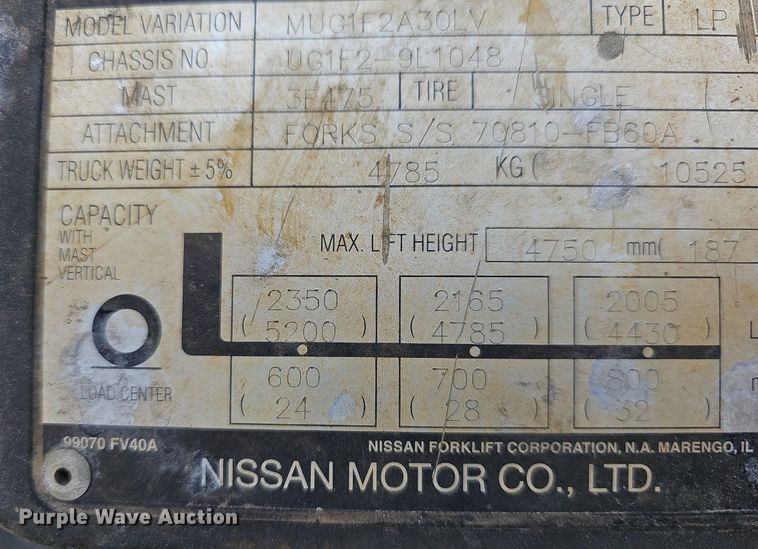 MODEL VARIATION MUG1F2A30LV TYPE LP
CHASSIS NO. UG1F2-9L1048
MAST 3F475 TIRE SINGLE
ATTACHMENT FORKS S/S 70810-FB60A
TRUCK WEIGHT ± 5% 4785 KG ( 10525
CAPACITY
WITH
MAST
VERTICAL
MAX. LIFT HEIGHT 4750 mm( 187
2350 2165 2005
( 5200 ) ( 4785 ) ( 4430 )
LOAD CENTER
600 700 800
( 24 ) ( 28 ) ( 32 )
99070 FV40A NISSAN FORKLIFT CORPORATION, N.A. MARENGO, IL
NISSAN MOTOR CO., LTD.
Purple Wave Auction